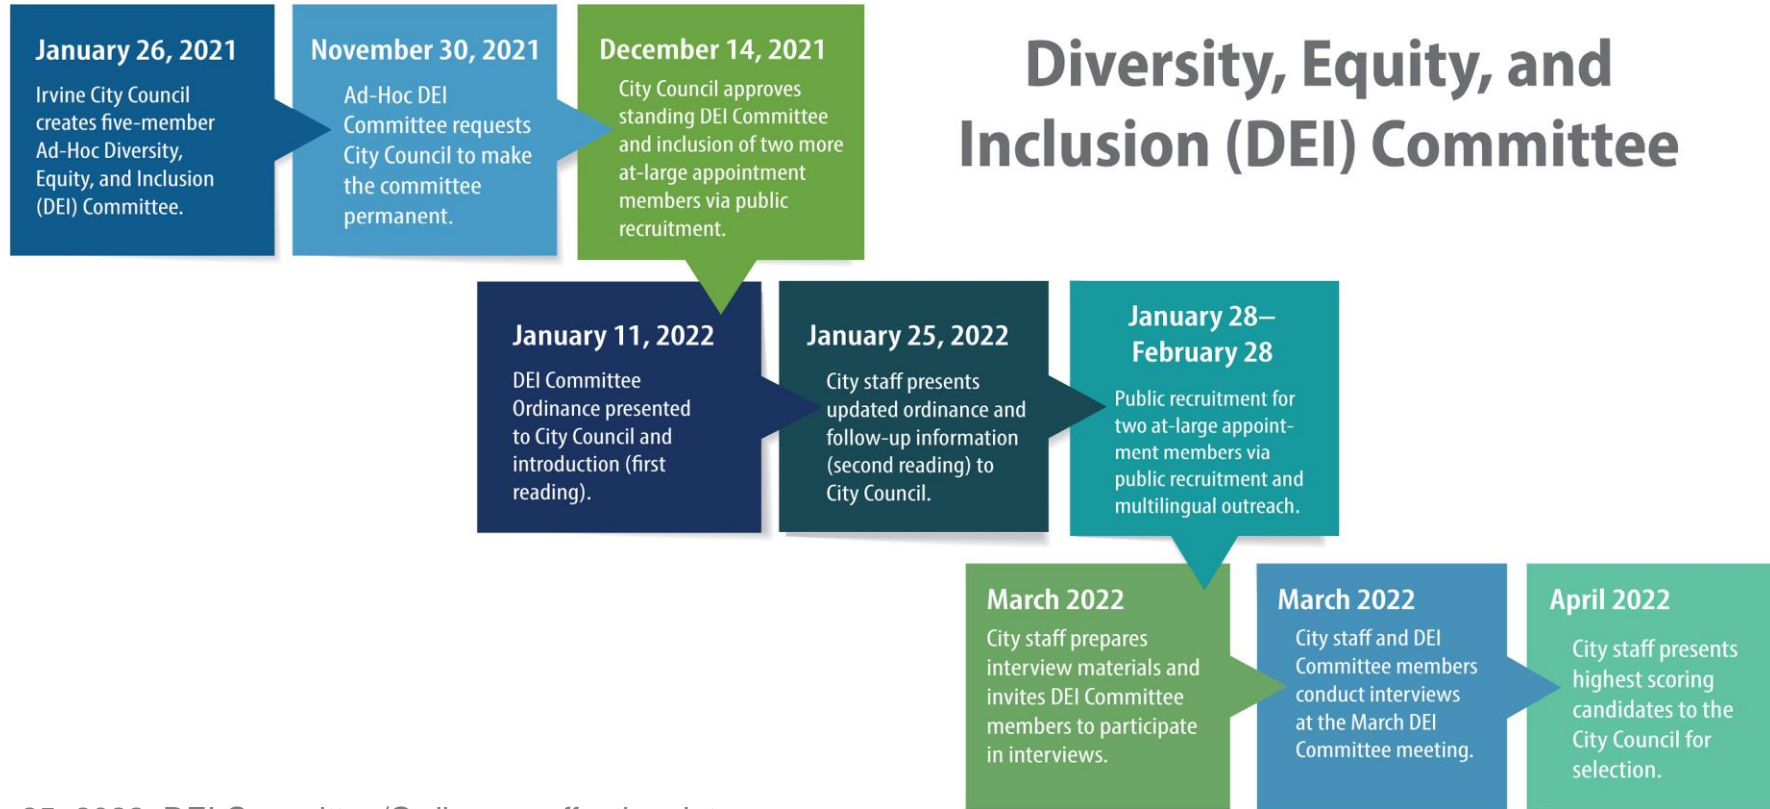 Diversity, Equity, and
Inclusion (DEI) Committee
January 26, 2021
Irvine City Council
creates five-member
Ad-Hoc Diversity,
Equity, and Inclusion
(DEI) Committee.
November 30, 2021
Ad-Hoc DEI
Committee requests
City Council to make
the committee
permanent.
December 14, 2021
City Council approves
standing DEI Committee
and inclusion of two more
at-large appointment
members via public
recruitment.
January 11, 2022
DEI Committee
Ordinance presented
to City Council and
introduction (first
reading).
January 25, 2022
City staff presents
updated ordinance and
follow-up information
(second reading) to
City Council.
January 28–
February 28
Public recruitment for
two at-large appoint-
ment members via
public recruitment and
multilingual outreach.
March 2022
City staff prepares
interview materials and
invites DEI Committee
members to participate
in interviews.
March 2022
City staff and DEI
Committee members
conduct interviews
at the March DEI
Committee meeting.
April 2022
City staff presents
highest scoring
candidates to the
City Council for
selection.